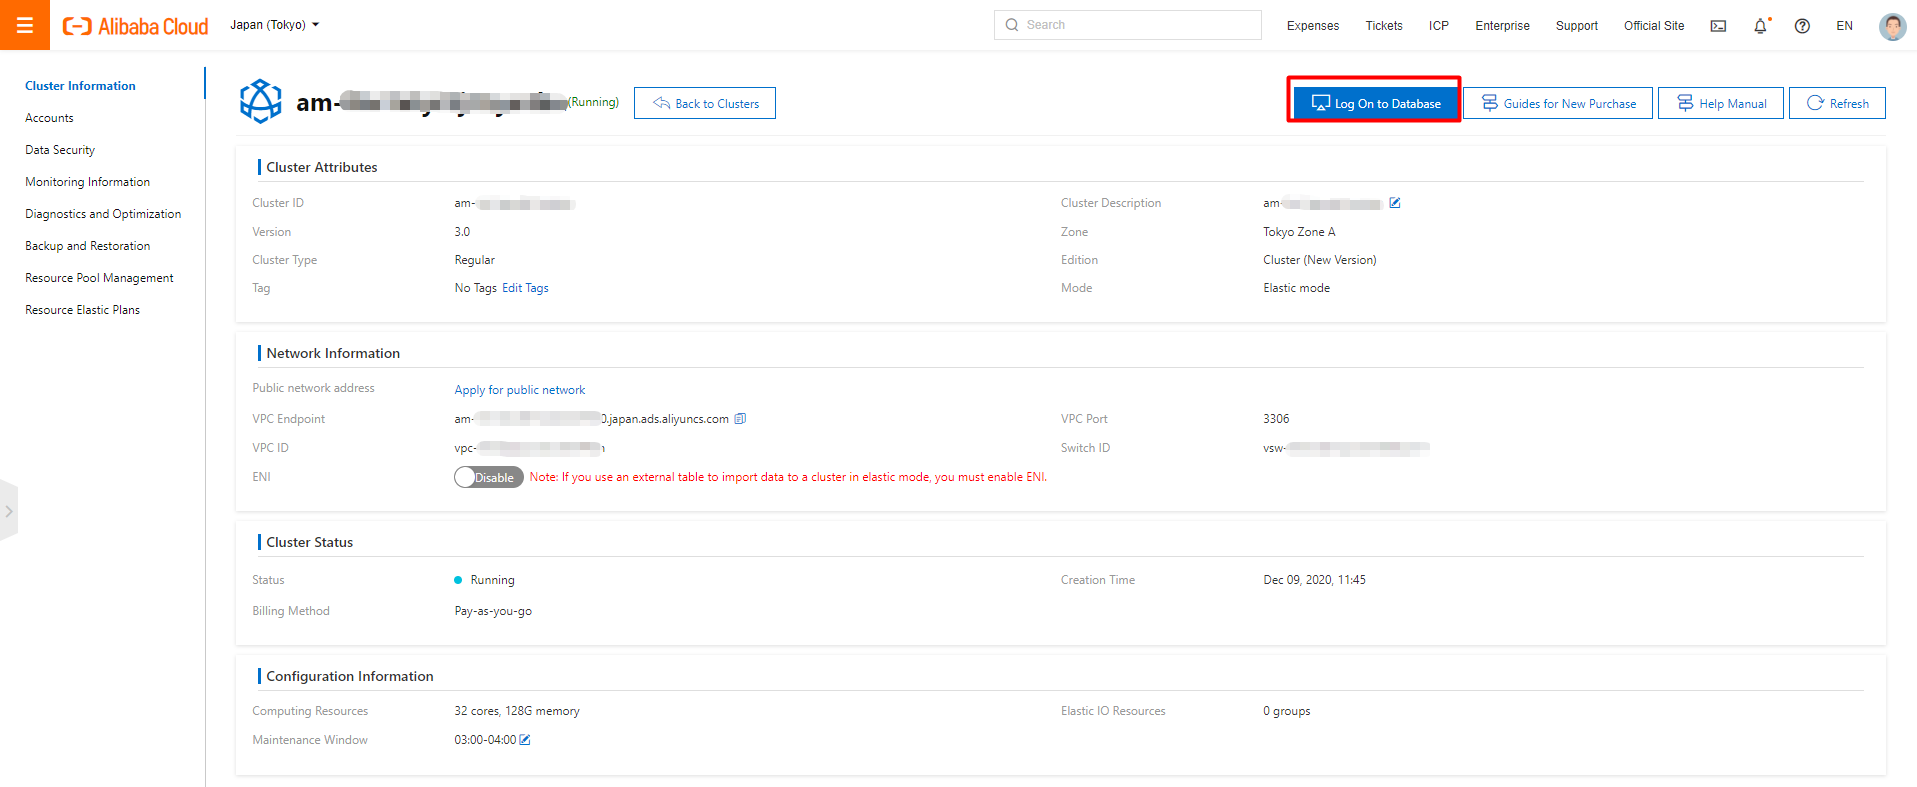 Alibaba Cloud
Japan (Tokyo)
Search
Expenses
Tickets
ICP
Enterprise
Support
Official Site
EN
Cluster Information
Accounts
Data Security
Monitoring Information
Diagnostics and Optimization
Backup and Restoration
Resource Pool Management
Resource Elastic Plans
am- (Running)
Back to Clusters
Log On to Database
Guides for New Purchase
Help Manual
Refresh
Cluster Attributes
Cluster ID am-
Cluster Description am-
Version 3.0
Zone Tokyo Zone A
Cluster Type Regular
Edition Cluster (New Version)
Tag No Tags Edit Tags
Mode Elastic mode
Network Information
Public network address Apply for public network
VPC Endpoint am- .japan.ads.aliyuncs.com
VPC Port 3306
VPC ID vpc-
Switch ID vsw-
ENI Disable Note: If you use an external table to import data to a cluster in elastic mode, you must enable ENI.
Cluster Status
Status Running
Creation Time Dec 09, 2020, 11:45
Billing Method Pay-as-you-go
Configuration Information
Computing Resources 32 cores, 128G memory
Elastic IO Resources 0 groups
Maintenance Window 03:00-04:00